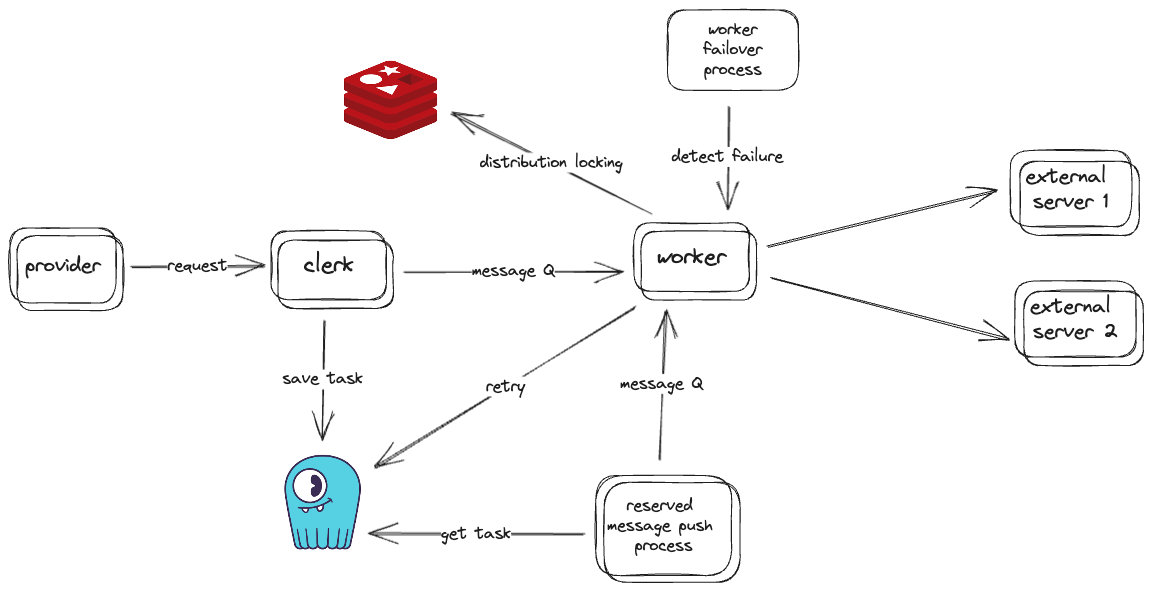 worker
failover
process
distribution locking
detect failure
external
server 1
provider
request
clerk
message Q
worker
external
server 2
save task
retry
message Q
reserved
message push
process
get task